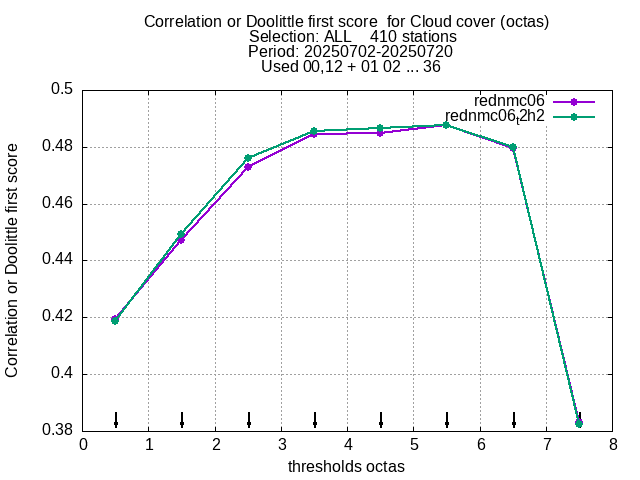 Correlation or Doolittle first score  for Cloud cover (octas)
Selection: ALL    410 stations
Period: 20250702-20250720
Used 00,12 + 01 02 ... 36
rednmc06
rednmc06t2h2
Correlation or Doolittle first score
0.5
0.48
0.46
0.44
0.42
0.4
0.38
0 1 2 3 4 5 6 7 8
thresholds octas